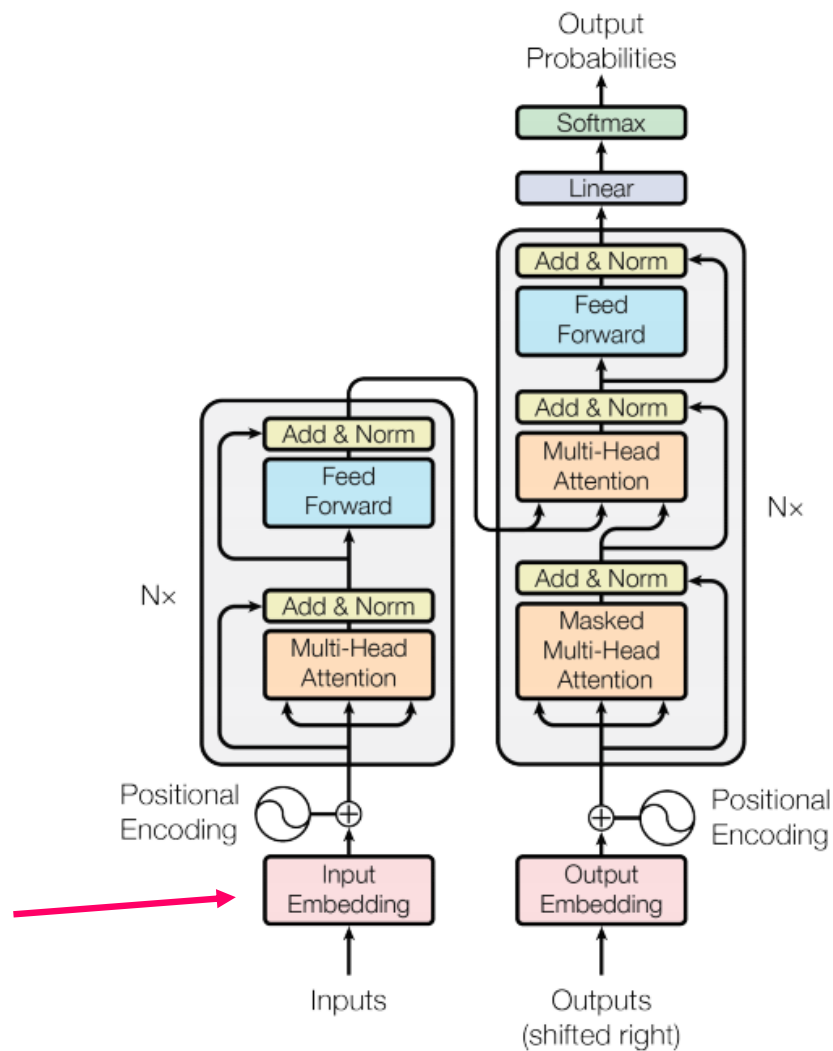 Output
Probabilities
Softmax
Linear
Add & Norm
Feed
Forward
Add & Norm
Multi-Head
Attention
N×
Add & Norm
Masked
Multi-Head
Attention
Add & Norm
Feed
Forward
N×
Add & Norm
Multi-Head
Attention
Positional
Encoding
Positional
Encoding
Input
Embedding
Output
Embedding
Inputs
Outputs
(shifted right)